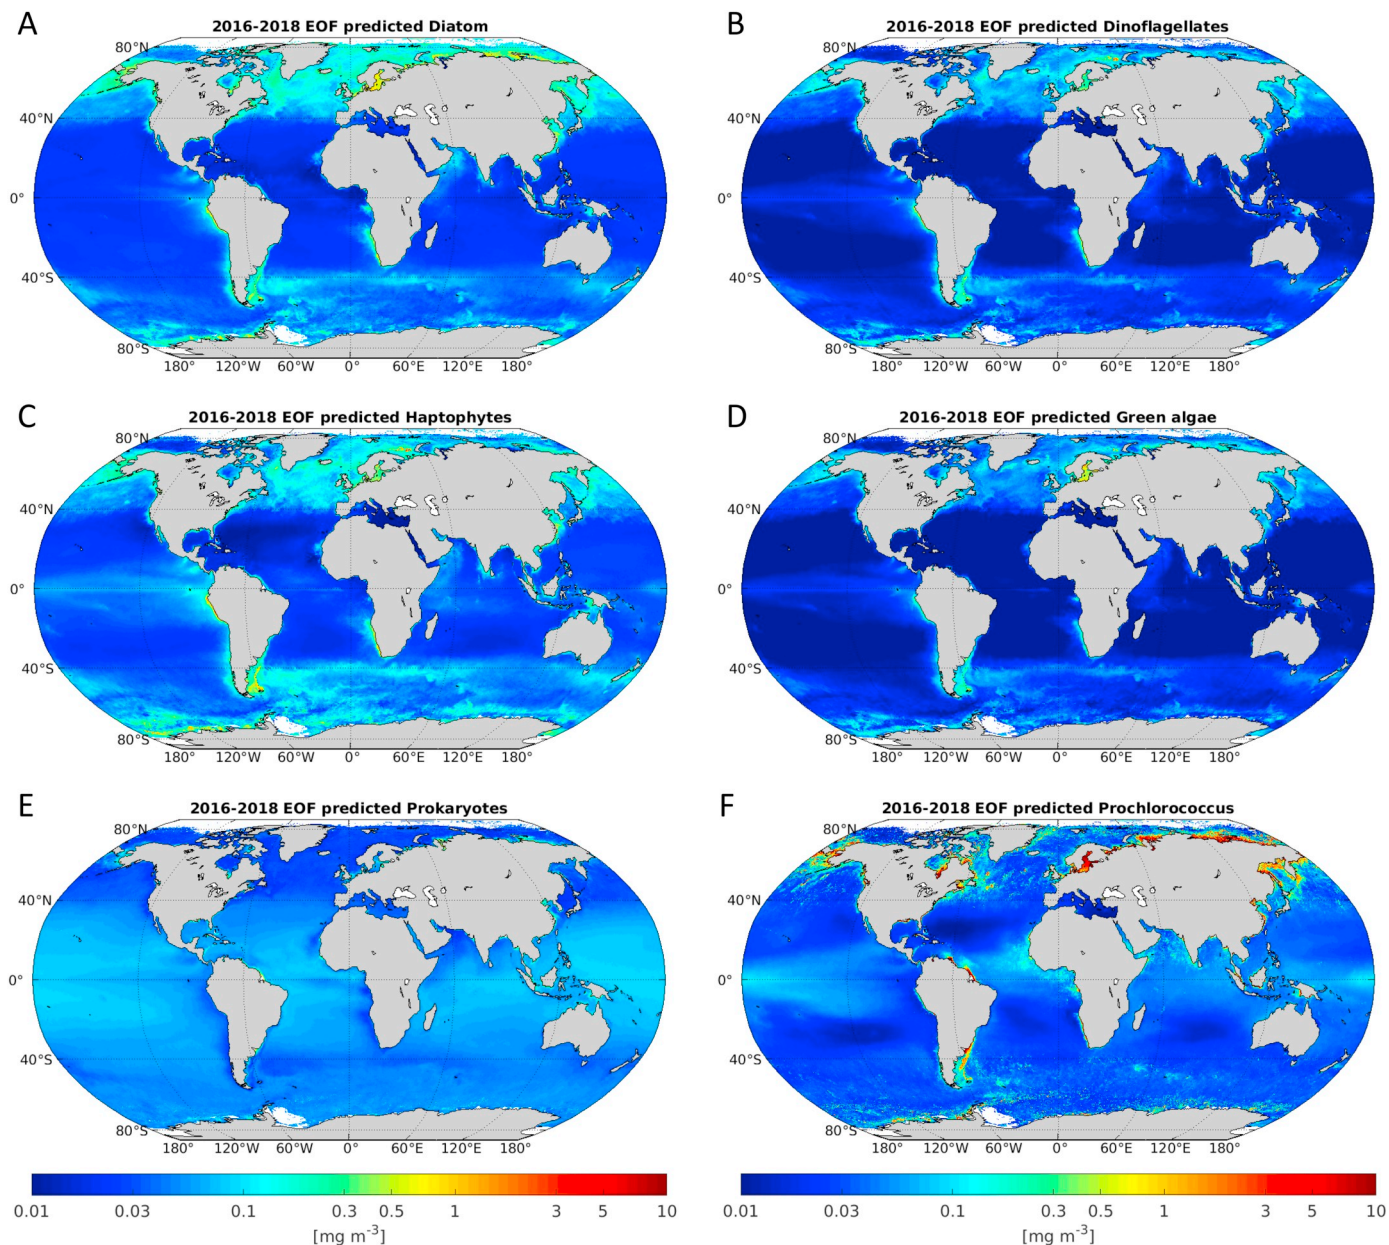 A
2016-2018 EOF predicted Diatom
80°N
40°N
0°
40°S
80°S
180° 120°W 60°W 0° 60°E 120°E 180°
B
2016-2018 EOF predicted Dinoflagellates
80°N
40°N
0°
40°S
80°S
180° 120°W 60°W 0° 60°E 120°E 180°
C
2016-2018 EOF predicted Haptophytes
80°N
40°N
0°
40°S
80°S
180° 120°W 60°W 0° 60°E 120°E 180°
D
2016-2018 EOF predicted Green algae
80°N
40°N
0°
40°S
80°S
180° 120°W 60°W 0° 60°E 120°E 180°
E
2016-2018 EOF predicted Prokaryotes
80°N
40°N
0°
40°S
80°S
180° 120°W 60°W 0° 60°E 120°E 180°
F
2016-2018 EOF predicted Prochlorococcus
80°N
40°N
0°
40°S
80°S
180° 120°W 60°W 0° 60°E 120°E 180°
0.01 0.03 0.1 0.3 0.5 1 3 5 10
[mg m⁻³]
0.01 0.03 0.1 0.3 0.5 1 3 5 10
[mg m⁻³]